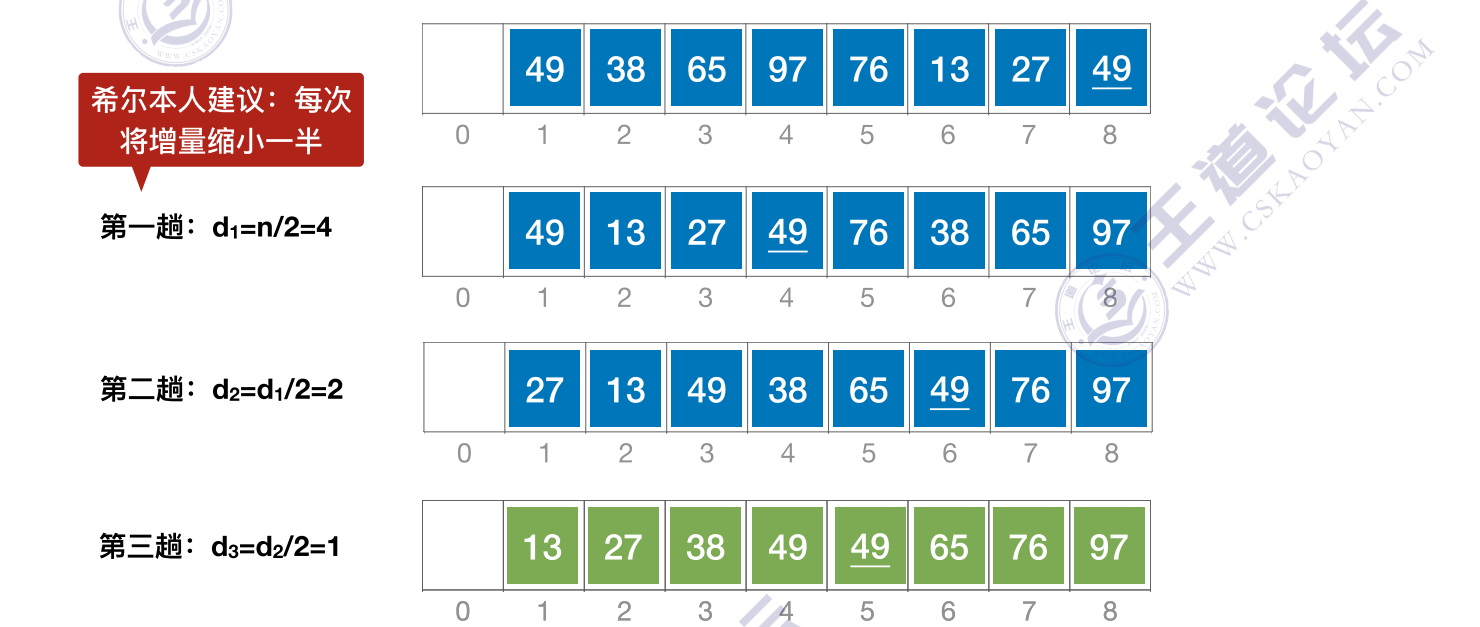 49 38 65 97 76 13 27 49
0 1 2 3 4 5 6 7 8
希尔本人建议：每次
将增量缩小一半
第一趟：d₁=n/2=4
49 13 27 49 76 38 65 97
0 1 2 3 4 5 6 7 8
第二趟：d₂=d₁/2=2
27 13 49 38 65 49 76 97
0 1 2 3 4 5 6 7 8
第三趟：d₃=d₂/2=1
13 27 38 49 49 65 76 97
0 1 2 3 4 5 6 7 8
王道论坛
WWW.CSKAOYAN.COM